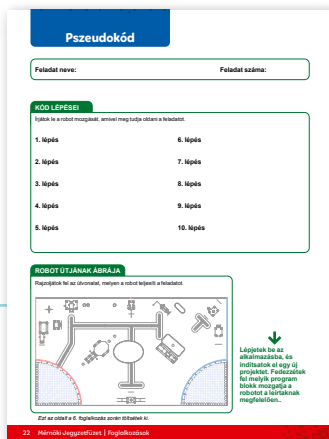 Pszeudokód
Feladat neve: Feladat száma:
KÓD LÉPÉSEI
Írjátok le a robot mozgását, amivel meg tudja oldani a feladatot.
1. lépés 6. lépés
2. lépés 7. lépés
3. lépés 8. lépés
4. lépés 9. lépés
5. lépés 10. lépés
ROBOT ÚTJÁNAK ÁBRÁJA
Rajzoljátok fel az útvonalat, melyen a robot teljesíti a feladatot.
Lépjetek be az
alkalmazásba, és
indítsatok el egy új
projektet. Fedezzétek
fel melyik program
blokk mozgatja a
robotot a leírtaknak
megfelelően..
Ezt az oldalt a 6. foglalkozás során töltsétek ki.
22 Mérnöki Jegyzetfüzet | Foglalkozások